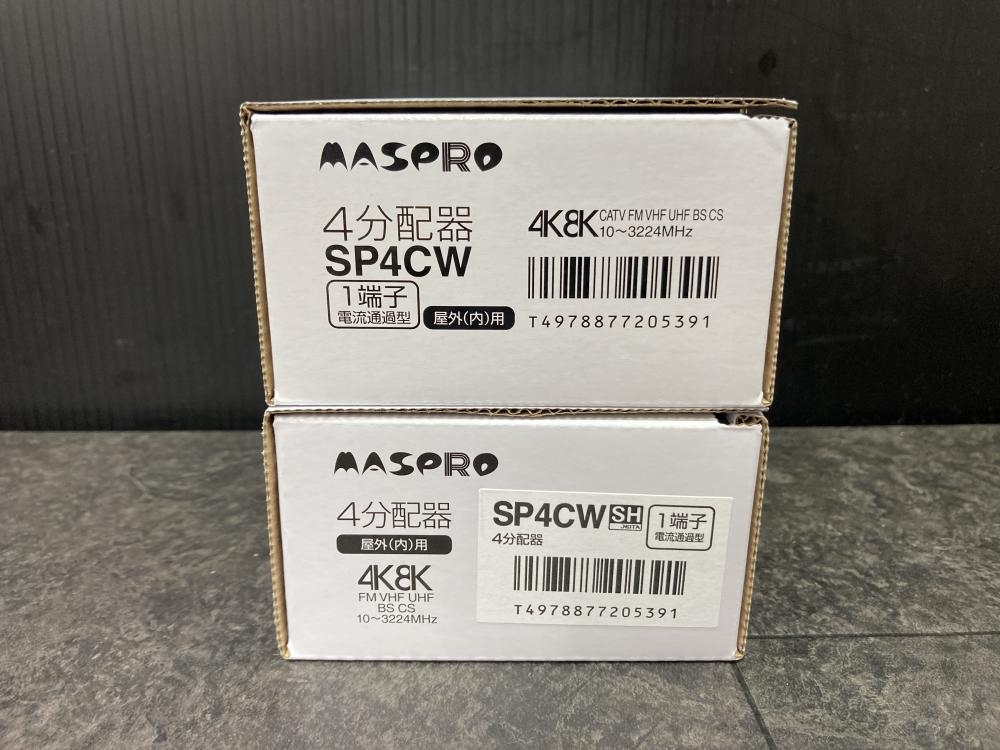 MASPRO
4分配器
SP4CW
1端子
電流通過型
屋外(内)用
4K8K
CATV FM VHF UHF BS CS
10～3224MHz
T4978877205391
MASPRO
4分配器
屋外(内)用
4K8K
FM VHF UHF
BS CS
10～3224MHz
SP4CW SH
JEITA
4分配器
1端子
電流通過型
T4978877205391